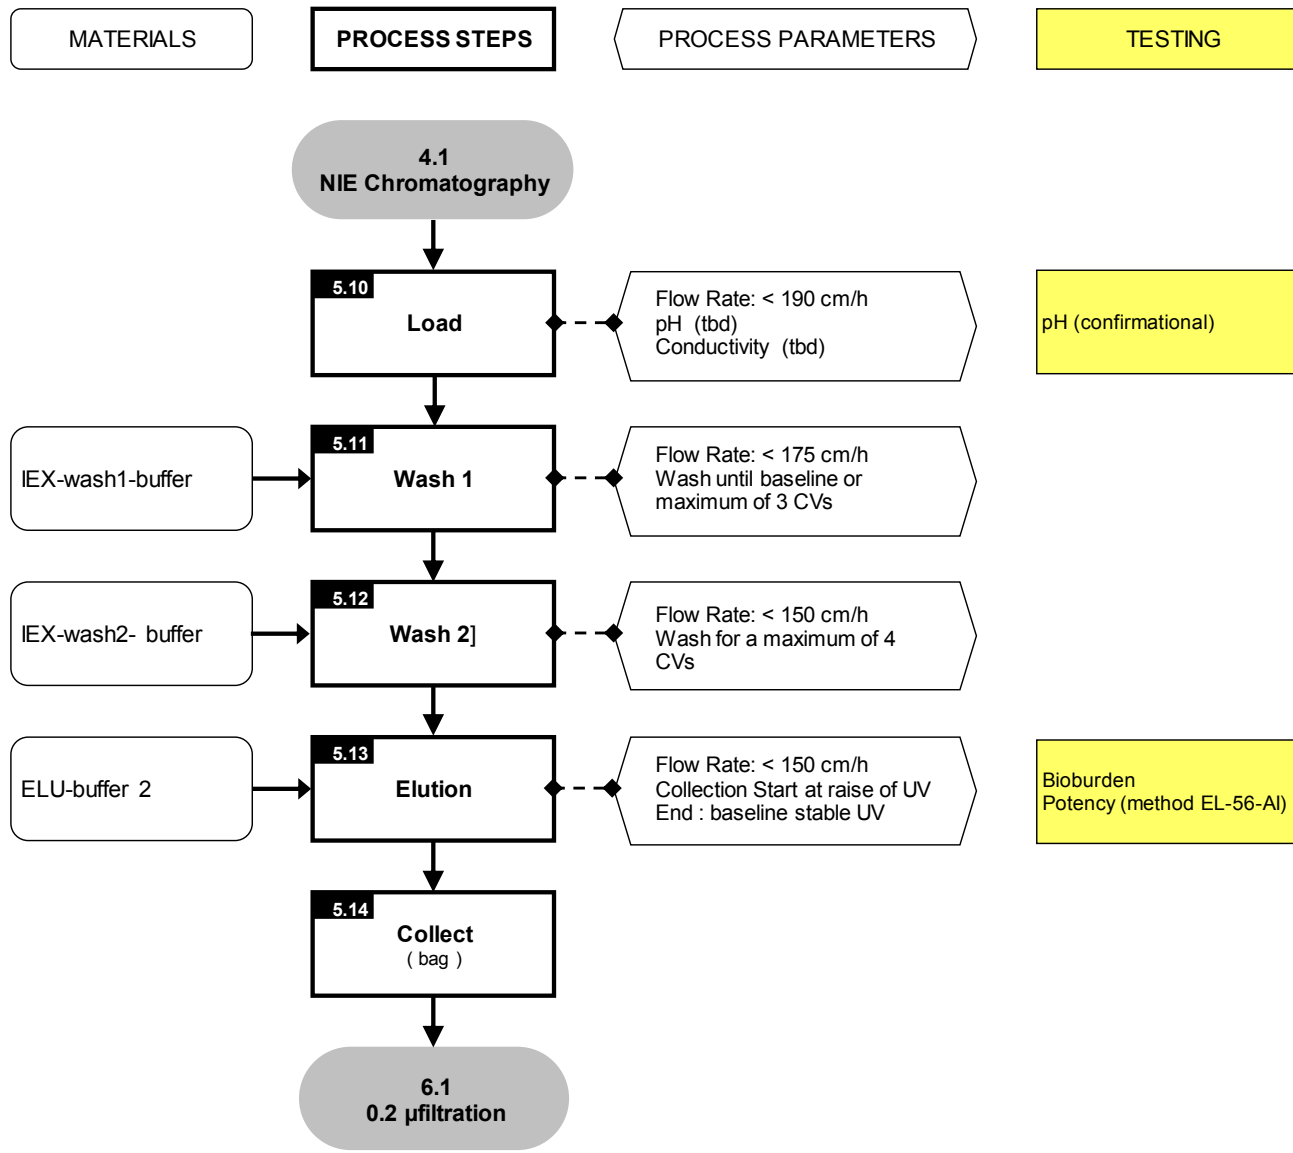 MATERIALS
PROCESS STEPS
PROCESS PARAMETERS
TESTING
4.1
NIE Chromatography
5.10
Load
Flow Rate: < 190 cm/h
pH (tbd)
Conductivity (tbd)
pH (confirmational)
IEX-wash1-buffer
5.11
Wash 1
Flow Rate: < 175 cm/h
Wash until baseline or
maximum of 3 CVs
IEX-wash2- buffer
5.12
Wash 2]
Flow Rate: < 150 cm/h
Wash for a maximum of 4
CVs
ELU-buffer 2
5.13
Elution
Flow Rate: < 150 cm/h
Collection Start at raise of UV
End : baseline stable UV
Bioburden
Potency (method EL-56-AI)
5.14
Collect
( bag )
6.1
0.2 µfiltration